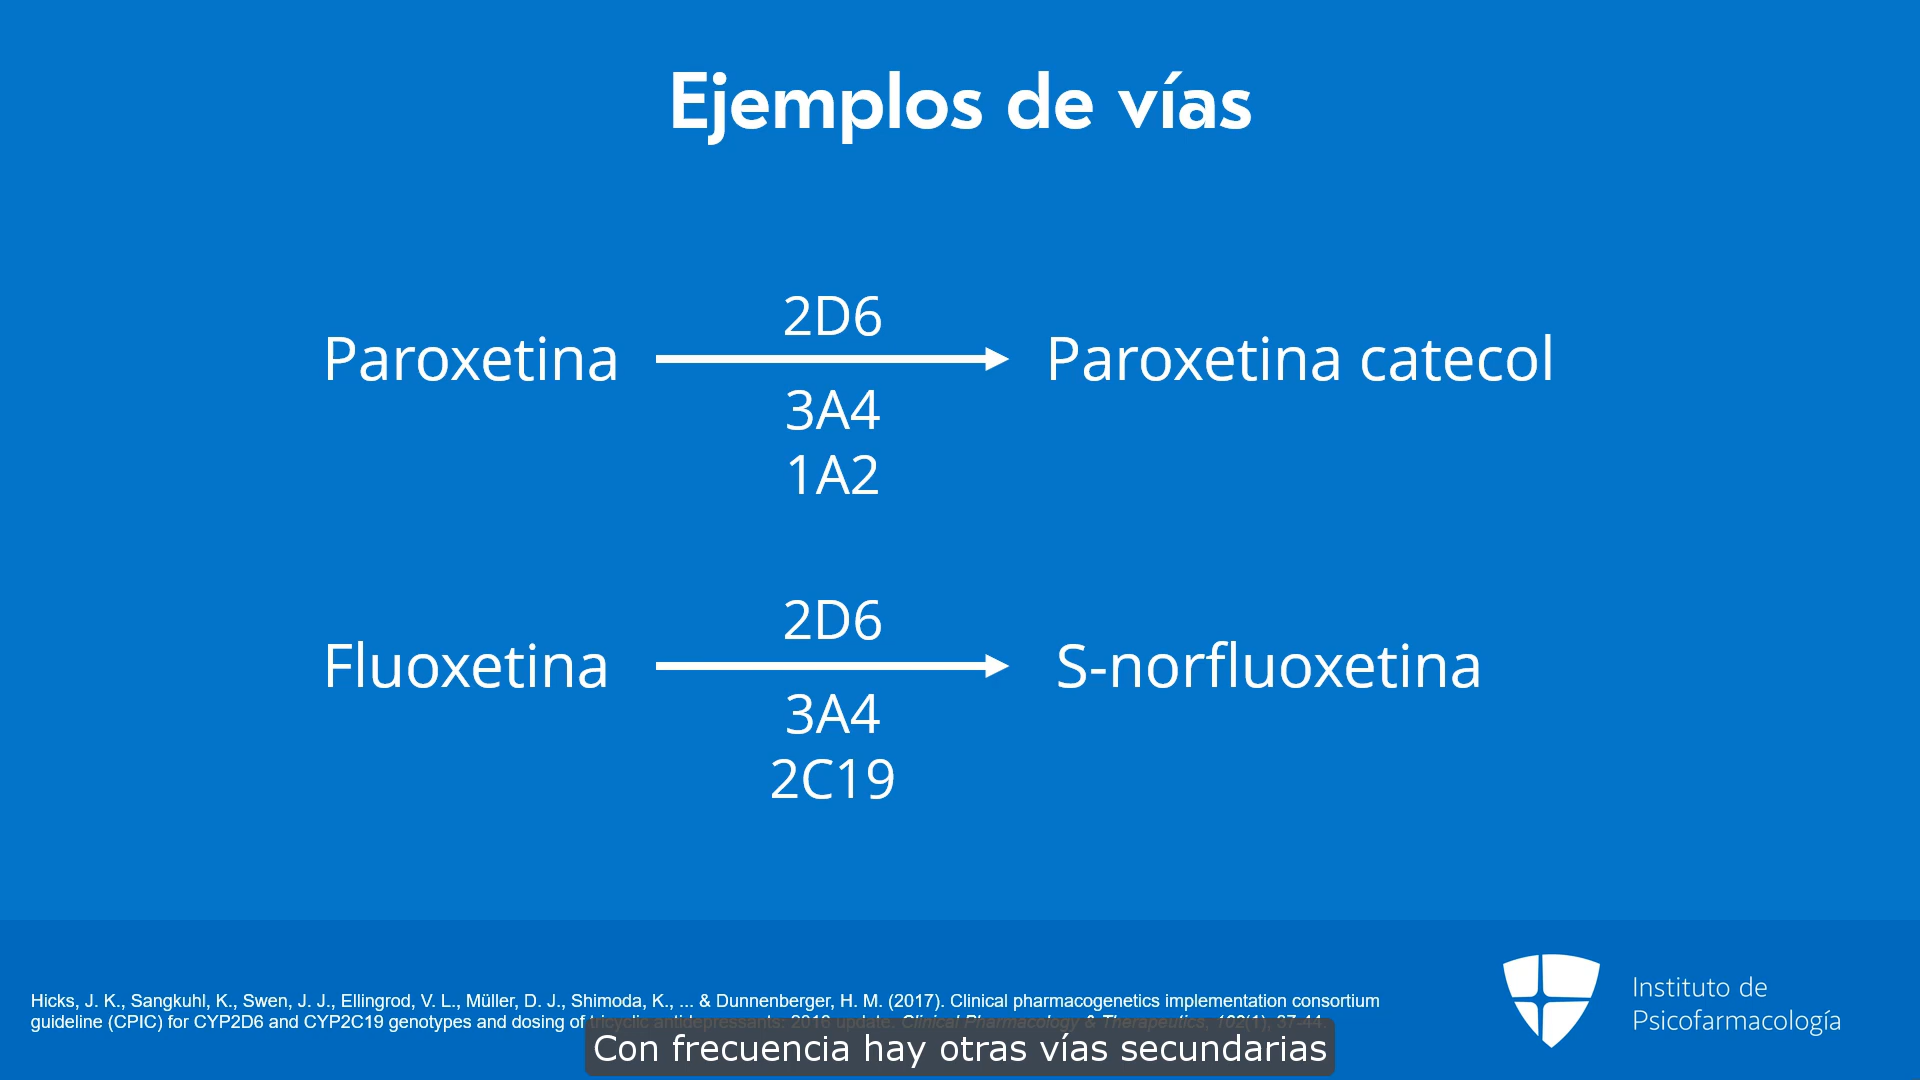 Ejemplos de vías
2D6
Paroxetina
Paroxetina catecol
3A4
1A2
2D6
Fluoxetina
S-norfluoxetina
3A4
2C19
Hicks, J. K., Sangkuhl, K., Swen, J. J., Ellingrod, V. L., Müller, D. J., Shimoda, K., ... & Dunnenberger, H. M. (2017). Clinical pharmacogenetics implementation consortium
guideline (CPIC) for CYP2D6 and CYP2C19 genotypes and dosing of tricyclic antidepressants: 2016 update. Clinical Pharmacology & Therapeutics, 102(1), 37-44.
Instituto de
Psicofarmacología
Con frecuencia hay otras vías secundarias